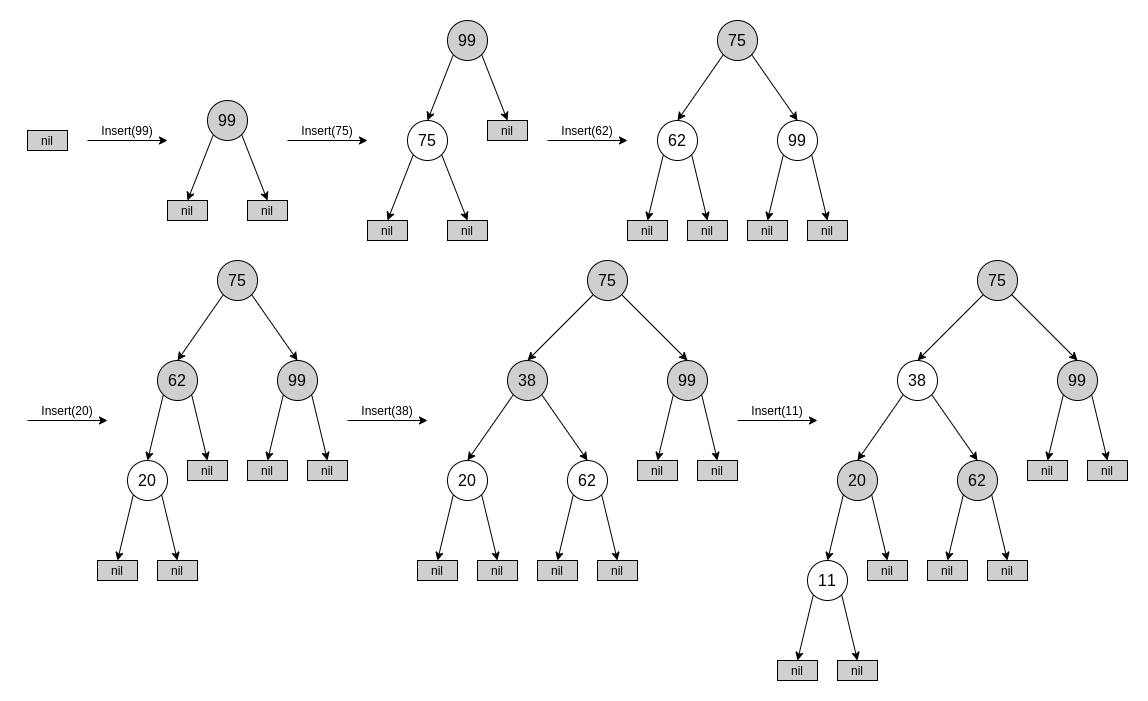 nil
Insert(99)
99
nil nil
Insert(75)
99
75 nil
nil nil
Insert(62)
75
62 99
nil nil nil nil
Insert(20)
75
62 99
20 nil nil nil
nil nil
Insert(38)
75
38 99
20 62 nil nil
nil nil nil nil
Insert(11)
75
38 99
20 62 nil nil
11 nil nil nil
nil nil